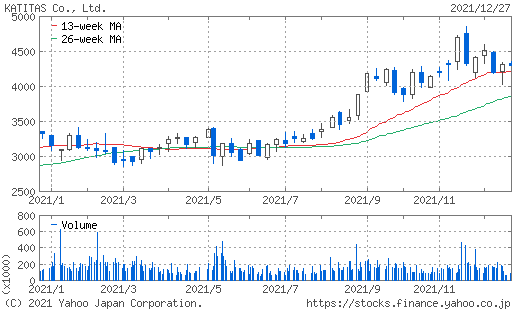 KATITAS Co., Ltd. 2021/12/27
5000
13-week MA
26-week MA
4500
4000
3500
3000
2500
2021/1 2021/3 2021/5 2021/7 2021/9 2021/11
800
Volume
600
400
200
0
(x1000)
2021/1 2021/3 2021/5 2021/7 2021/9 2021/11
(C) 2021 Yahoo Japan Corporation. https://stocks.finance.yahoo.co.jp